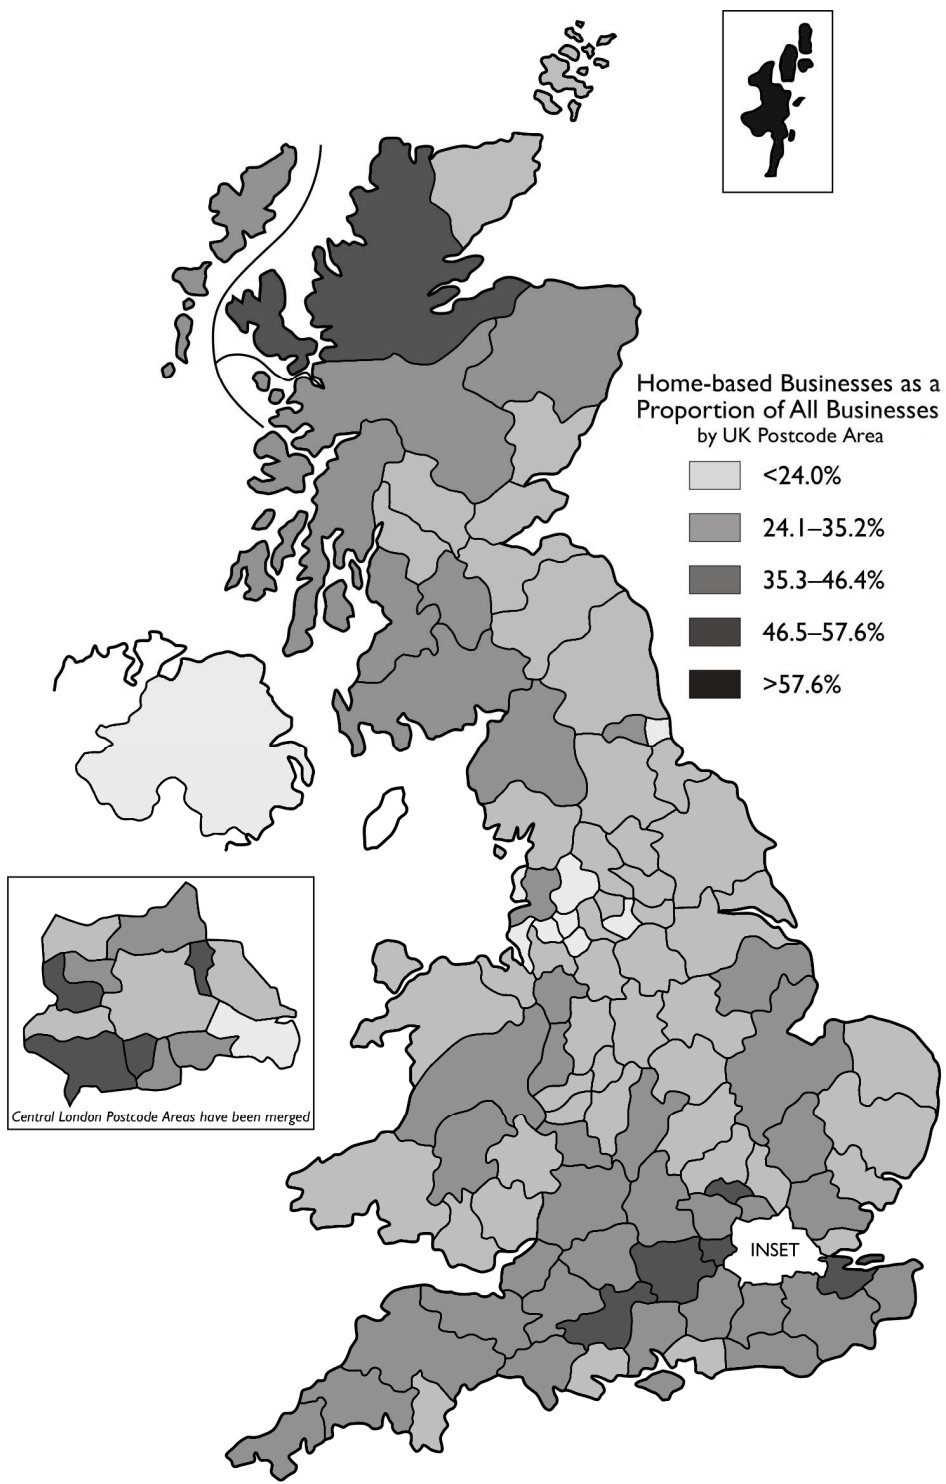 Home-based Businesses as a
Proportion of All Businesses
by UK Postcode Area
<24.0%
24.1–35.2%
35.3–46.4%
46.5–57.6%
>57.6%
Central London Postcode Areas have been merged
INSET